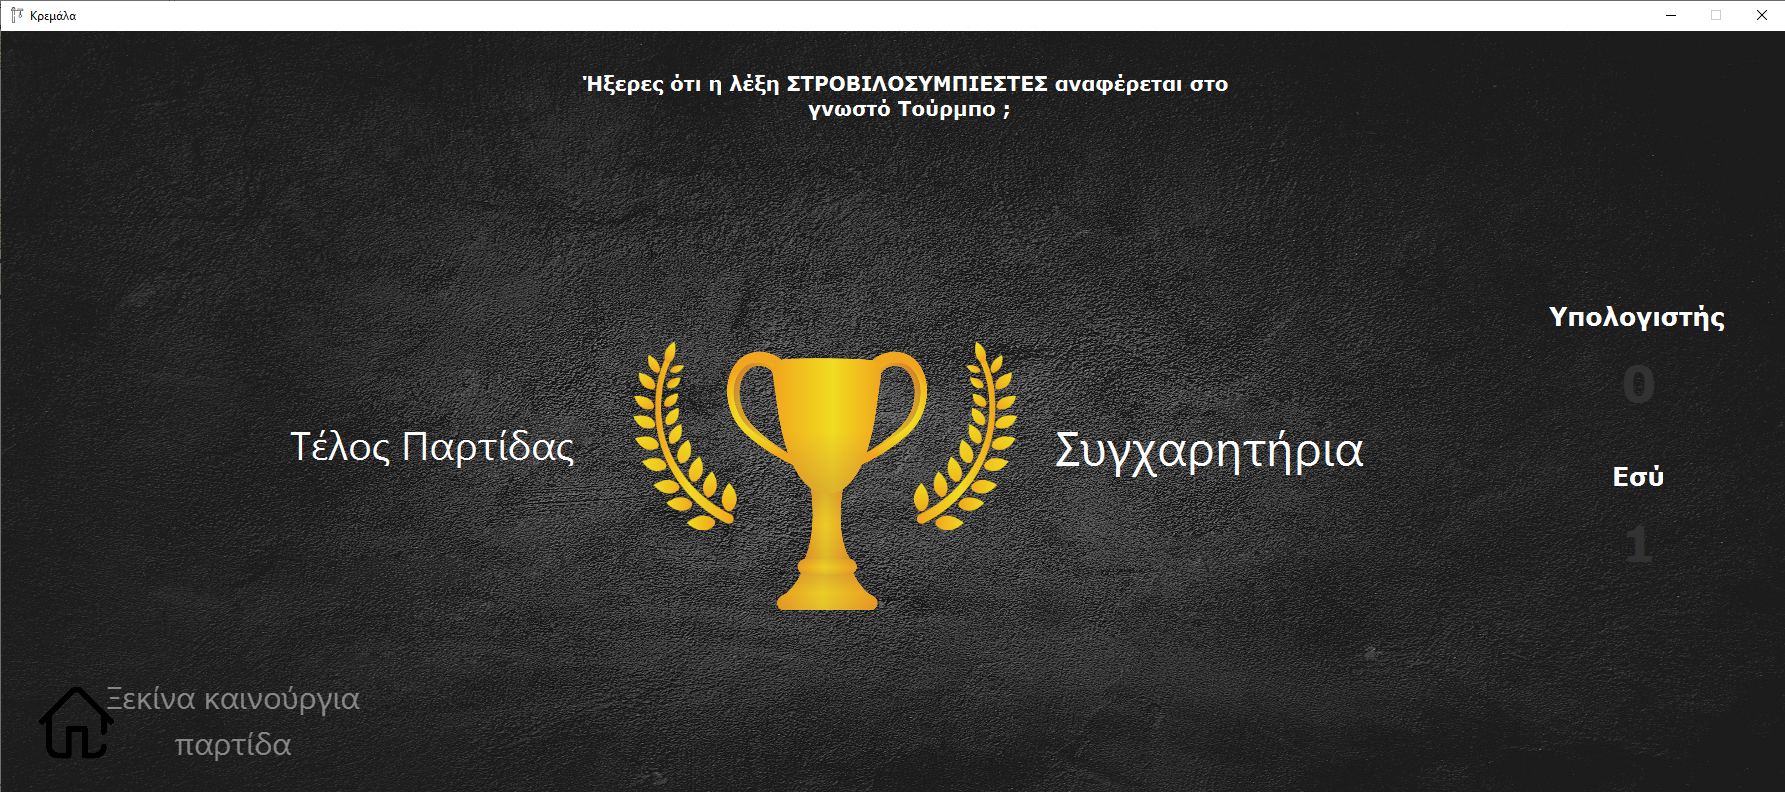 Κρεμάλα
Ήξερες ότι η λέξη ΣΤΡΟΒΙΛΟΣΥΜΠΙΕΣΤΕΣ αναφέρεται στο
γνωστό Τούρμπο ;
Υπολογιστής
0
Τέλος Παρτίδας
Συγχαρητήρια
Εσύ
1
Ξεκίνα καινούργια
παρτίδα